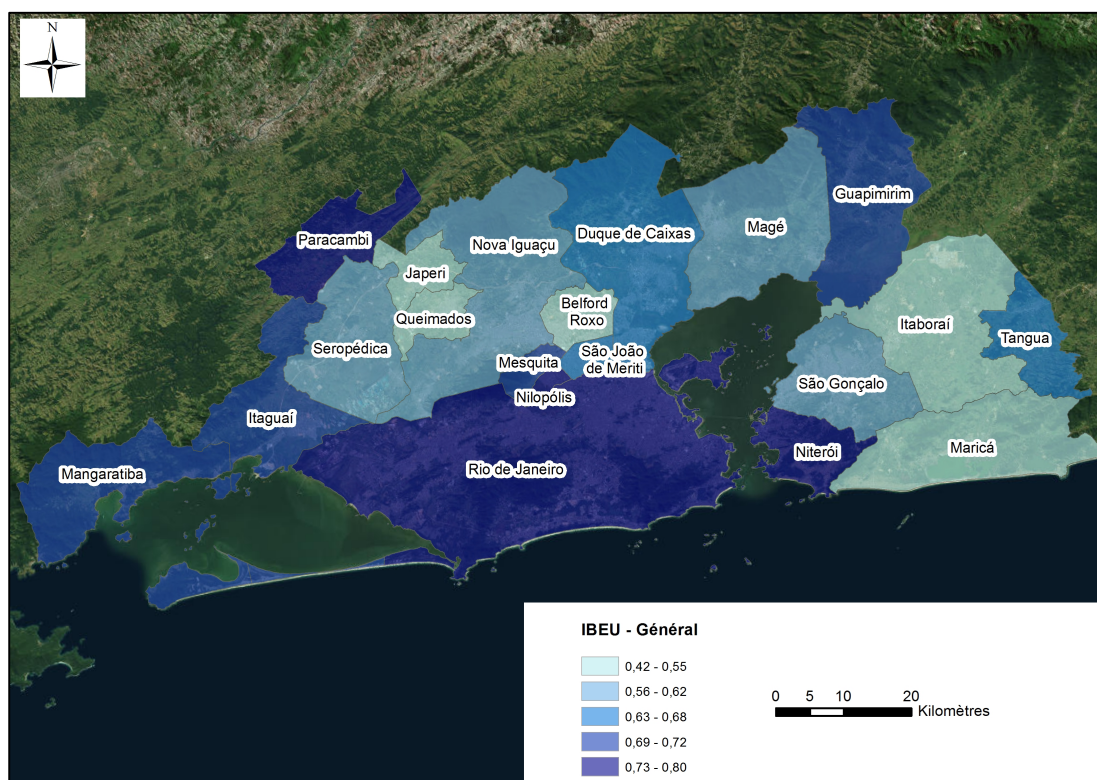 N
Guapimirim
Paracambi
Nova Iguaçu
Duque de Caixas
Magé
Japeri
Belford
Roxo
Queimados
Itaboraí
Seropédica
Mesquita
São João
de Meriti
Tangua
São Gonçalo
Nilopólis
Itaguaí
Mangaratiba
Rio de Janeiro
Niterói
Maricá
IBEU - Général
0,42 - 0,55
0,56 - 0,62
0,63 - 0,68
0,69 - 0,72
0,73 - 0,80
0 5 10 20
Kilomètres